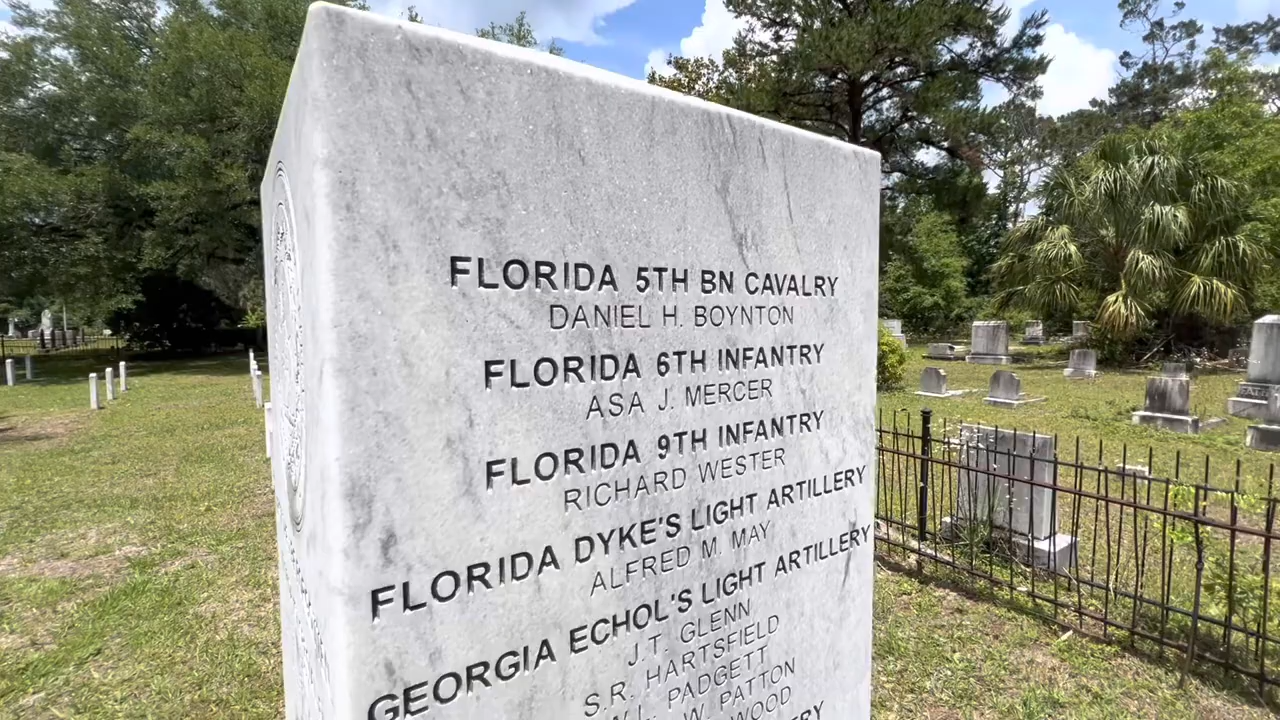 FLORIDA 5TH BN CAVALRY
DANIEL H. BOYNTON
FLORIDA 6TH INFANTRY
ASA J. MERCER
FLORIDA 9TH INFANTRY
RICHARD WESTER
FLORIDA DYKE'S LIGHT ARTILLERY
ALFRED M. MAY
GEORGIA ECHOL'S LIGHT ARTILLERY
J.T. GLENN
S.R. HARTSFIELD
L. PADGETT
W. PATTON
WOOD